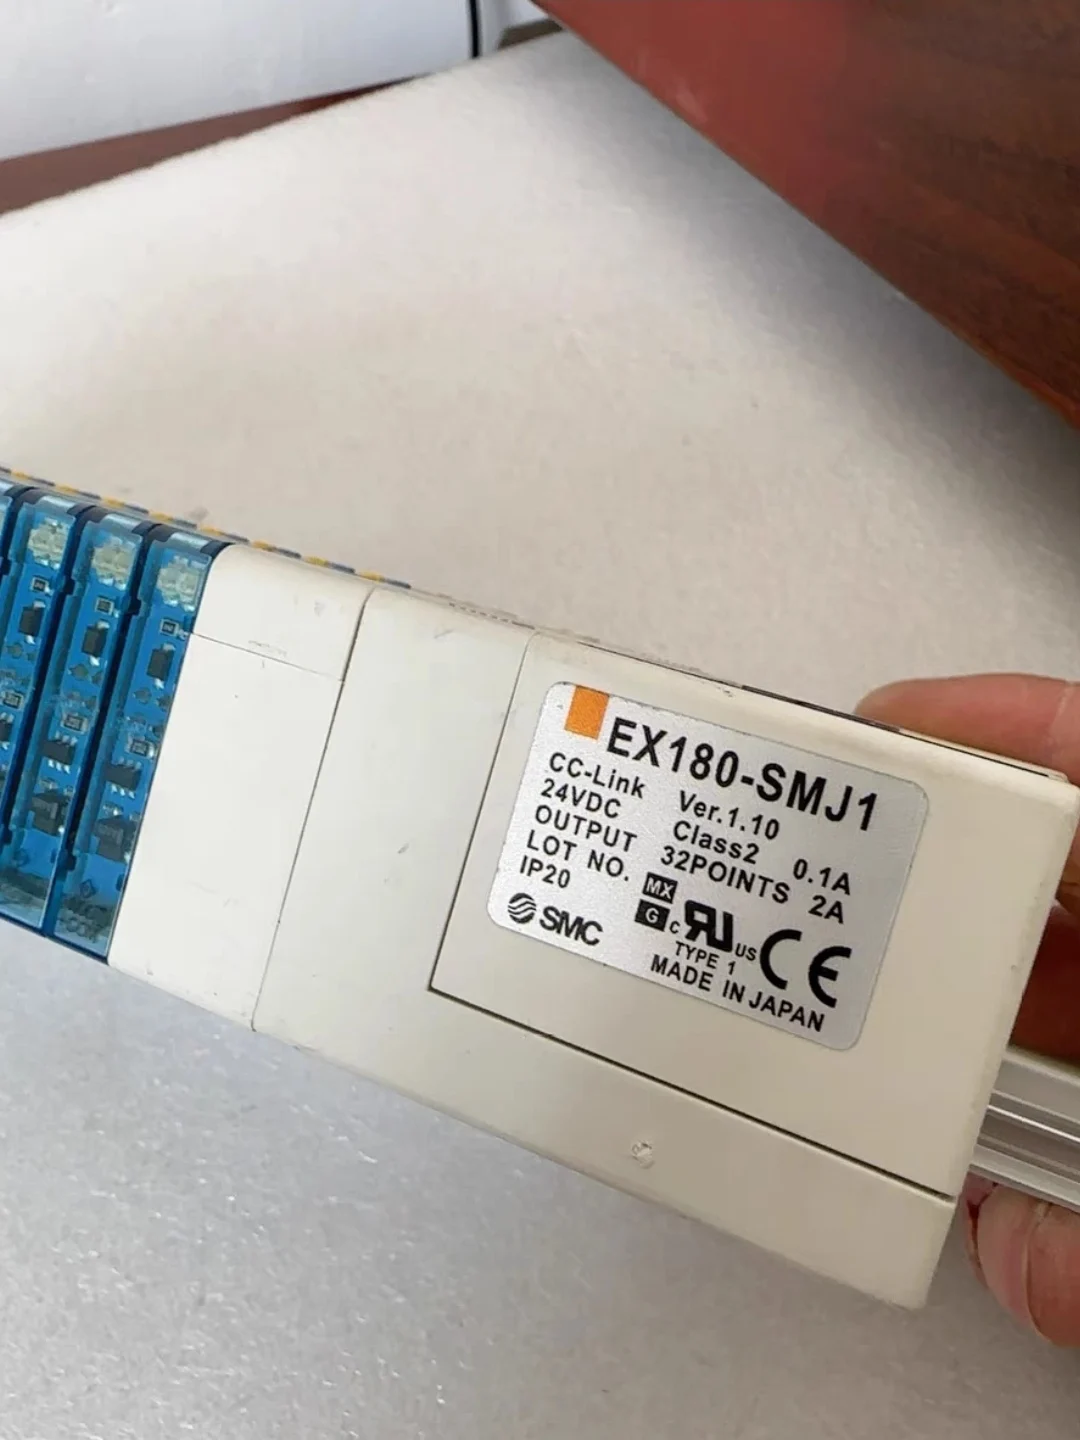 EX180-SMJ1
CC-Link Ver.1.10
24VDC Class2 0.1A
OUTPUT 32POINTS 2A
LOT NO. MX
IP20 G
SMC c RU US CE
TYPE 1
MADE IN JAPAN